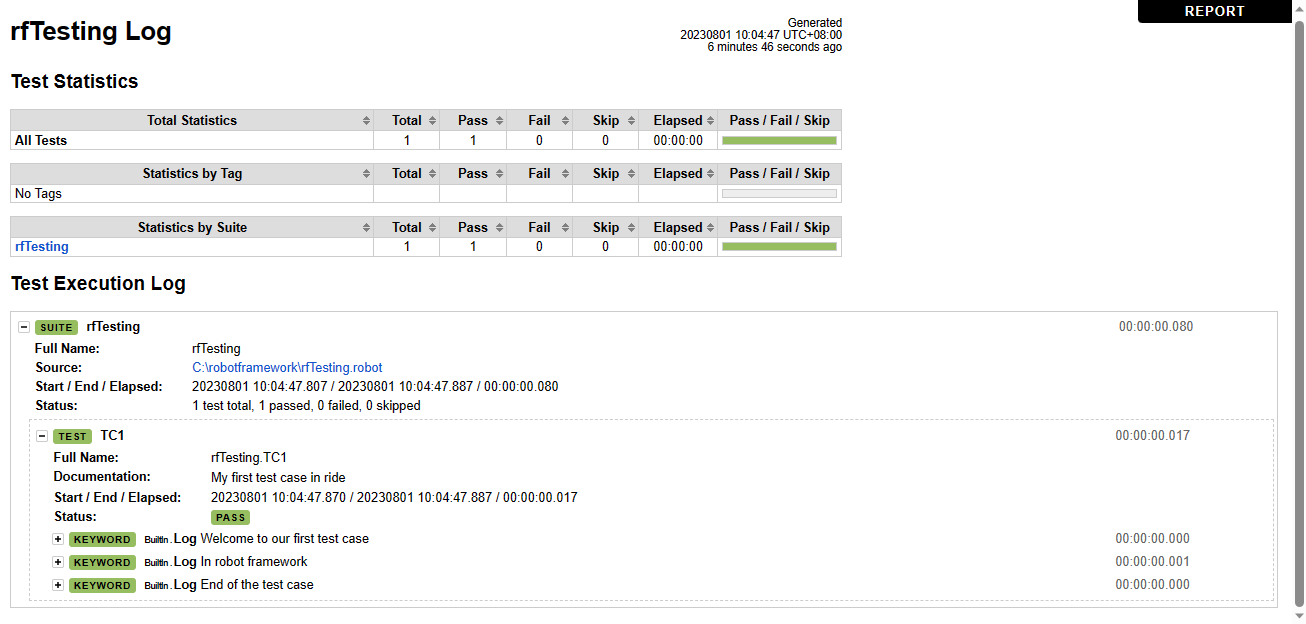 REPORT
rfTesting Log
Generated
20230801 10:04:47 UTC+08:00
6 minutes 46 seconds ago
Test Statistics
Total Statistics Total Pass Fail Skip Elapsed Pass / Fail / Skip
All Tests 1 1 0 0 00:00:00
Statistics by Tag Total Pass Fail Skip Elapsed Pass / Fail / Skip
No Tags
Statistics by Suite Total Pass Fail Skip Elapsed Pass / Fail / Skip
rfTesting 1 1 0 0 00:00:00
Test Execution Log
SUITE rfTesting 00:00:00.080
Full Name: rfTesting
Source: C:\robotframework\rfTesting.robot
Start / End / Elapsed: 20230801 10:04:47.807 / 20230801 10:04:47.887 / 00:00:00.080
Status: 1 test total, 1 passed, 0 failed, 0 skipped
TEST TC1 00:00:00.017
Full Name: rfTesting.TC1
Documentation: My first test case in ride
Start / End / Elapsed: 20230801 10:04:47.870 / 20230801 10:04:47.887 / 00:00:00.017
Status: PASS
KEYWORD BuiltIn.Log Welcome to our first test case 00:00:00.000
KEYWORD BuiltIn.Log In robot framework 00:00:00.001
KEYWORD BuiltIn.Log End of the test case 00:00:00.000